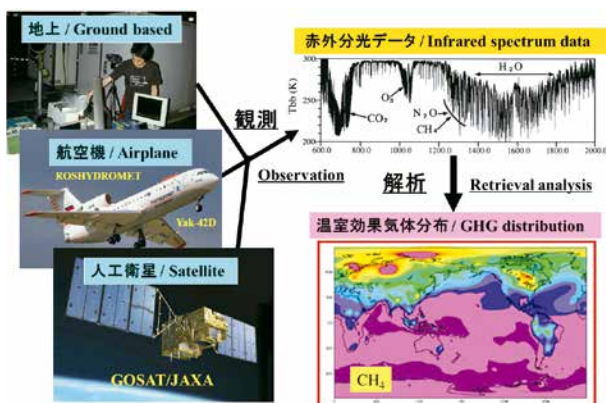 地上 / Ground based
航空機 / Airplane
ROSHYDROMET
Yak-42D
人工衛星 / Satellite
GOSAT/JAXA
観測
Observation
赤外分光データ / Infrared spectrum data
Tbb (K)
300
250
200
H₂O
O₃
CO₂
N₂O
CH₄
600.0 800.0 1000.0 1200.0 1400.0 1600.0 1800.0 2000.0
解析
Retrieval analysis
温室効果気体分布 / GHG distribution
CH₄